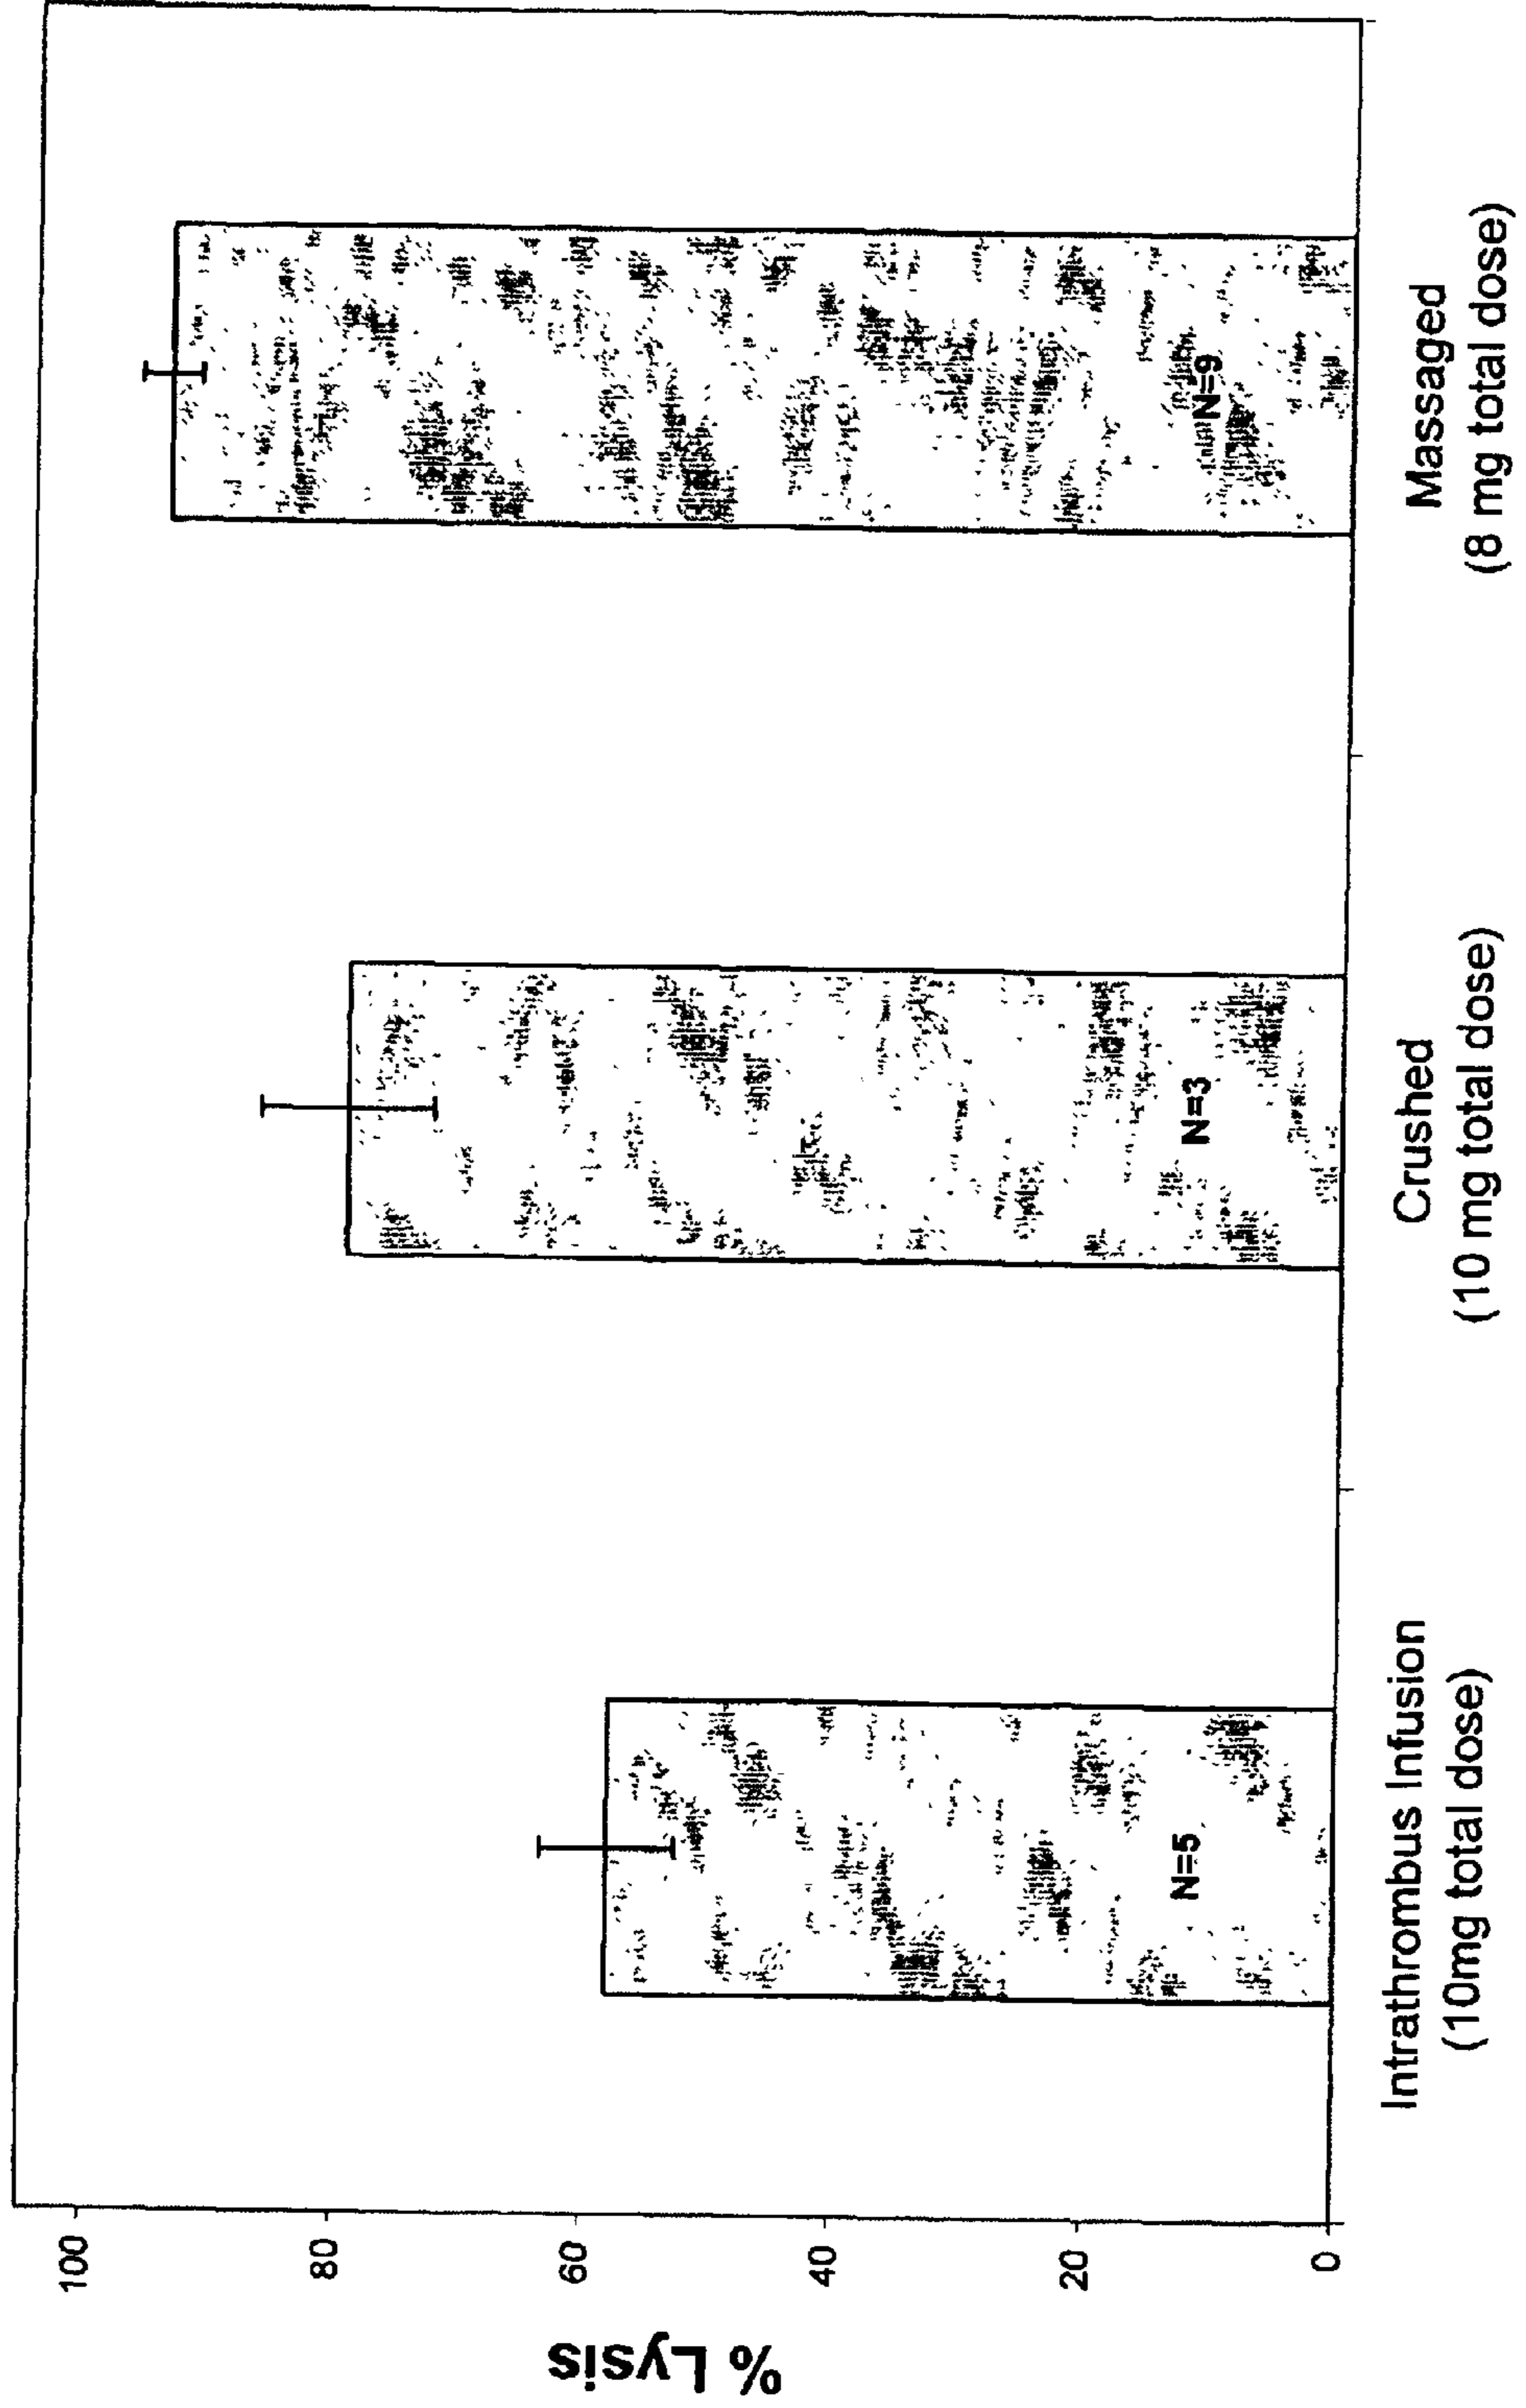 % Lysis
100
80
60
40
20
0
N=5
N=3
N=9
Intrathrombus Infusion
(10mg total dose)
Crushed
(10 mg total dose)
Massaged
(8 mg total dose)